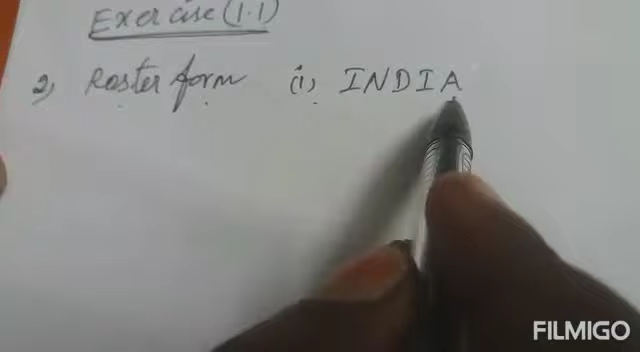 Exercise (1.1)
2, Roster form (i) INDIA
FILMIGO